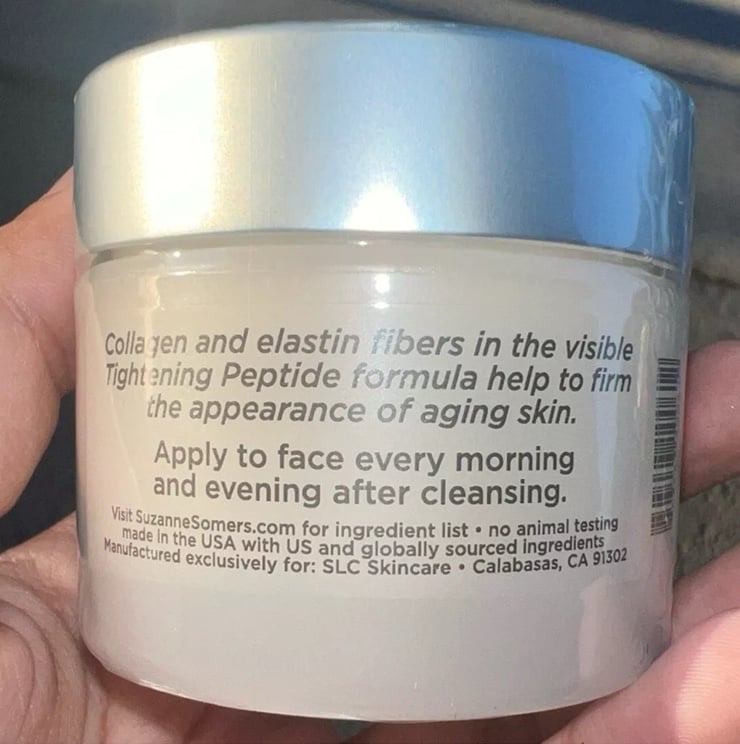 Collagen and elastin fibers in the visible
Tightening Peptide formula help to firm
the appearance of aging skin.
Apply to face every morning
and evening after cleansing.
Visit SuzanneSomers.com for ingredient list • no animal testing
made in the USA with US and globally sourced ingredients
Manufactured exclusively for: SLC Skincare • Calabasas, CA 91302